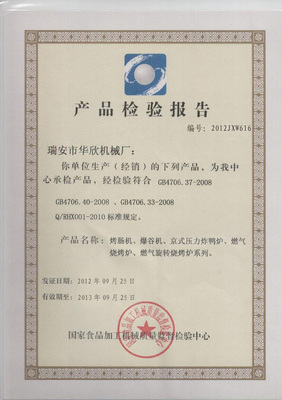 产品检验报告
编号:2012JXW616
瑞安市华欣机械厂:
你单位生产(经销)的下列产品,为我中
心承检产品,经检验符合 GB4706.37-2008
GB4706.40-2008 、GB4706.33-2008
Q/RHX001-2010标准规定。
产品名称:烤肠机、爆谷机、京式压力炸鸭炉、燃气
烧烤炉、燃气旋转烧烤炉系列。
发证日期:2012 年 09 月 25 日
有效期至:2013 年 09 月 25 日
国家食品加工机械质量监督检验中心